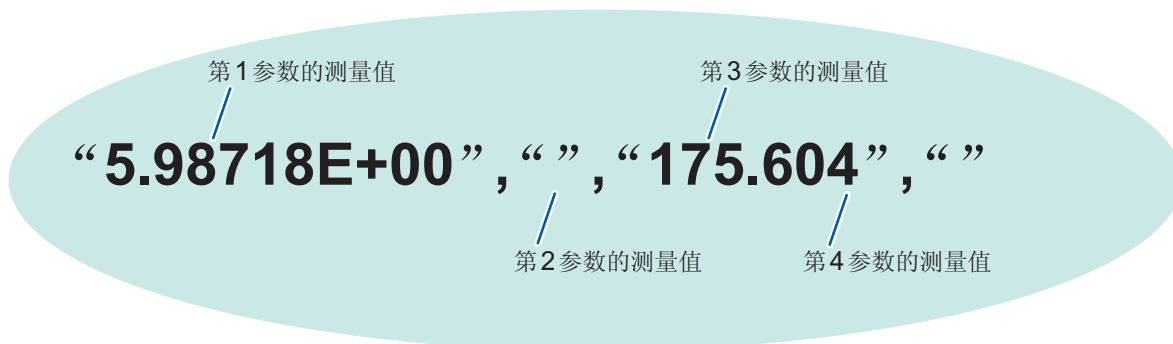 第1参数的测量值 第3参数的测量值
“5.98718E+00”,“ ”,“175.604”,“ ”
第2参数的测量值 第4参数的测量值